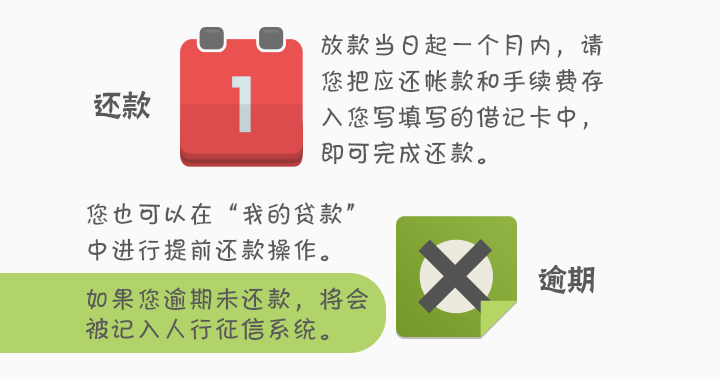 还款
1
放款当日起一个月内，请
您把应还帐款和手续费存
入您写填写的借记卡中，
即可完成还款。
您也可以在“我的贷款”
中进行提前还款操作。
逾期
如果您逾期未还款，将会
被记入人行征信系统。